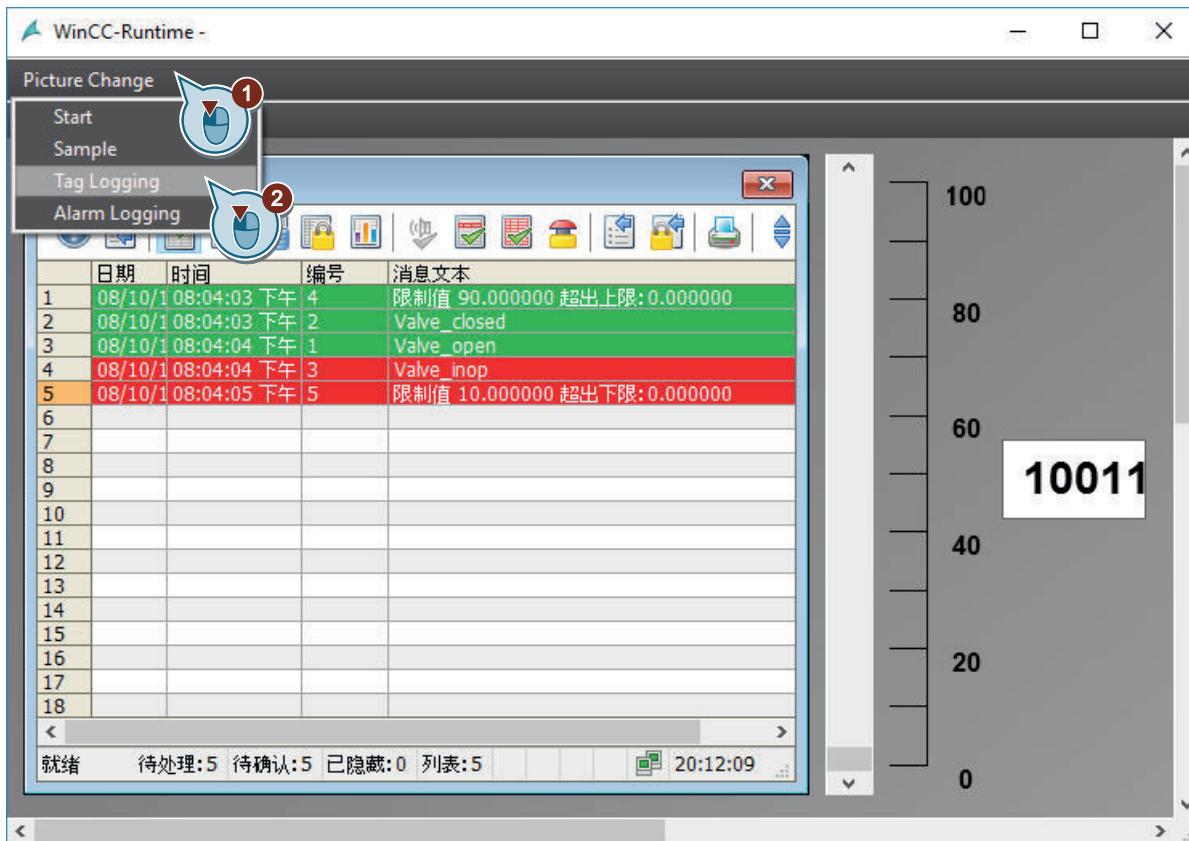 WinCC-Runtime -
Picture Change
1
Start
Sample
Tag Logging
2
Alarm Logging
日期 时间 编号 消息文本
1 08/10/1 08:04:03 下午 4 限制值 90.000000 超出上限:0.000000
2 08/10/1 08:04:03 下午 2 Valve_closed
3 08/10/1 08:04:04 下午 1 Valve_open
4 08/10/1 08:04:04 下午 3 Valve_inop
5 08/10/1 08:04:05 下午 5 限制值 10.000000 超出下限:0.000000
6
7
8
9
10
11
12
13
14
15
16
17
18
就绪 待处理:5 待确认:5 已隐藏:0 列表:5 20:12:09
100
80
60
40
20
0
10011